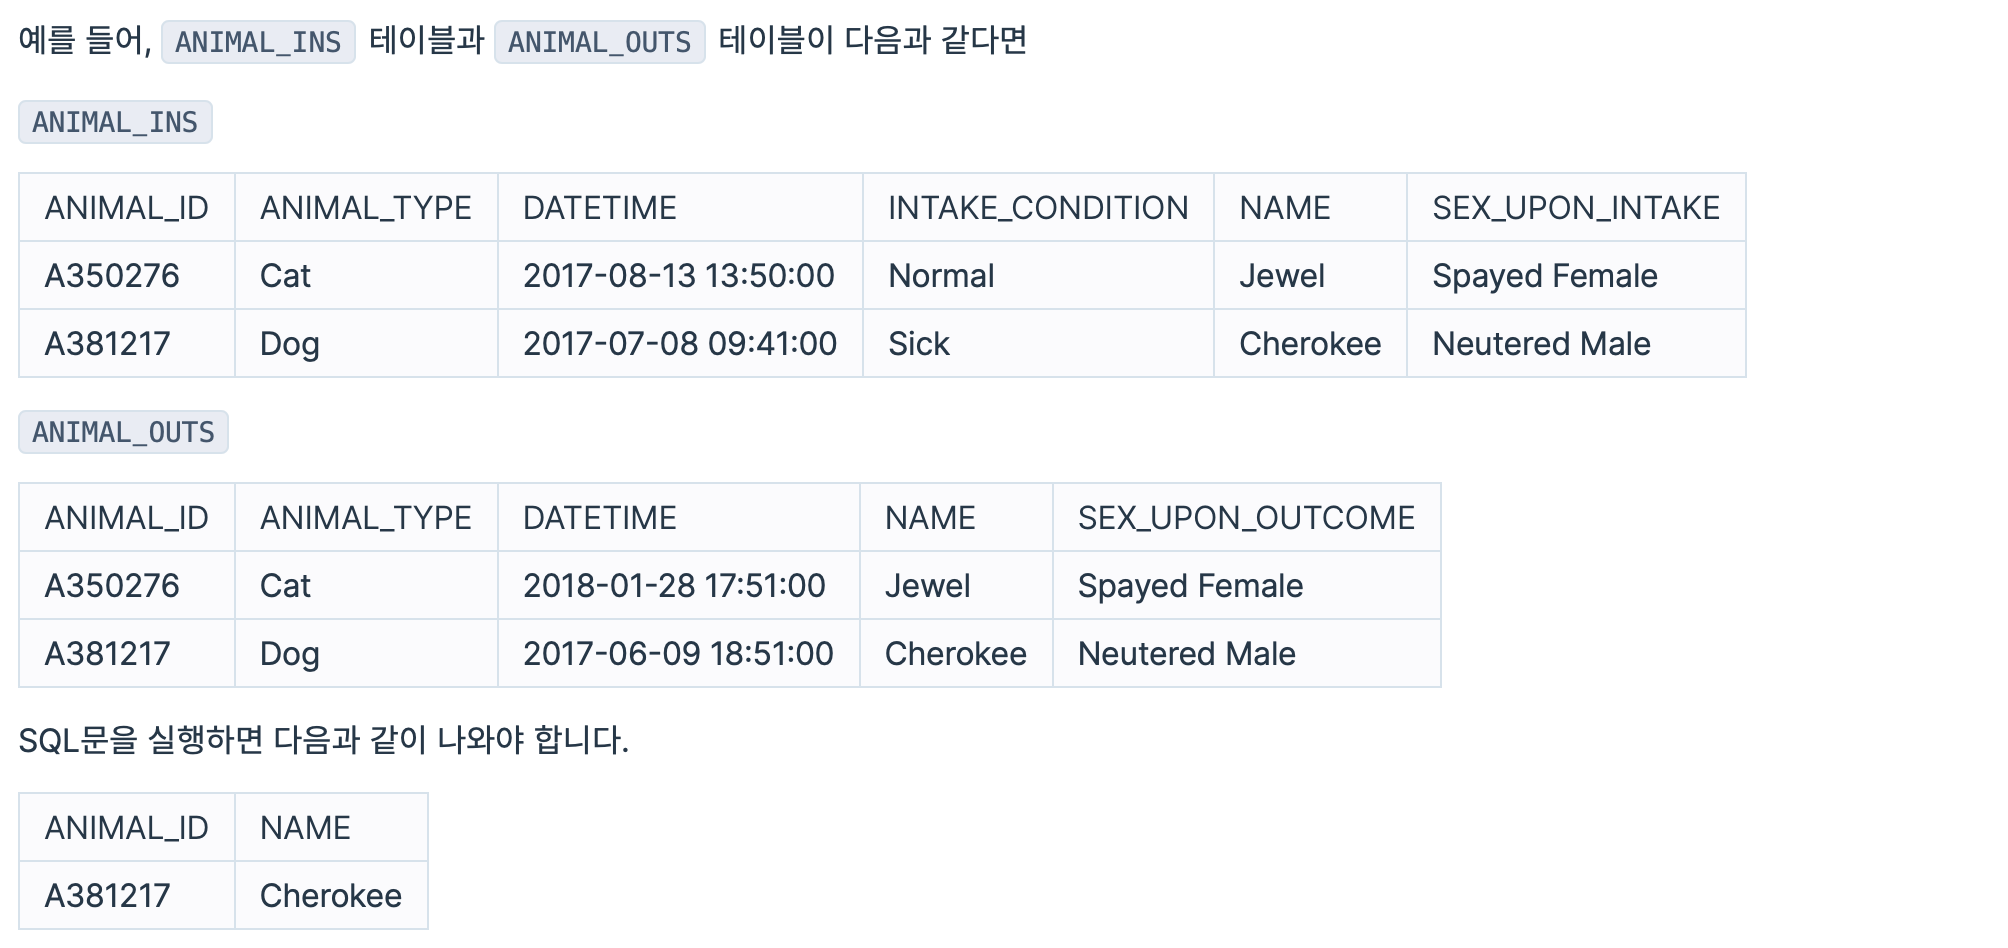 예를 들어, ANIMAL_INS 테이블과 ANIMAL_OUTS 테이블이 다음과 같다면
ANIMAL_INS
ANIMAL_ID ANIMAL_TYPE DATETIME INTAKE_CONDITION NAME SEX_UPON_INTAKE
A350276 Cat 2017-08-13 13:50:00 Normal Jewel Spayed Female
A381217 Dog 2017-07-08 09:41:00 Sick Cherokee Neutered Male
ANIMAL_OUTS
ANIMAL_ID ANIMAL_TYPE DATETIME NAME SEX_UPON_OUTCOME
A350276 Cat 2018-01-28 17:51:00 Jewel Spayed Female
A381217 Dog 2017-06-09 18:51:00 Cherokee Neutered Male
SQL문을 실행하면 다음과 같이 나와야 합니다.
ANIMAL_ID NAME
A381217 Cherokee